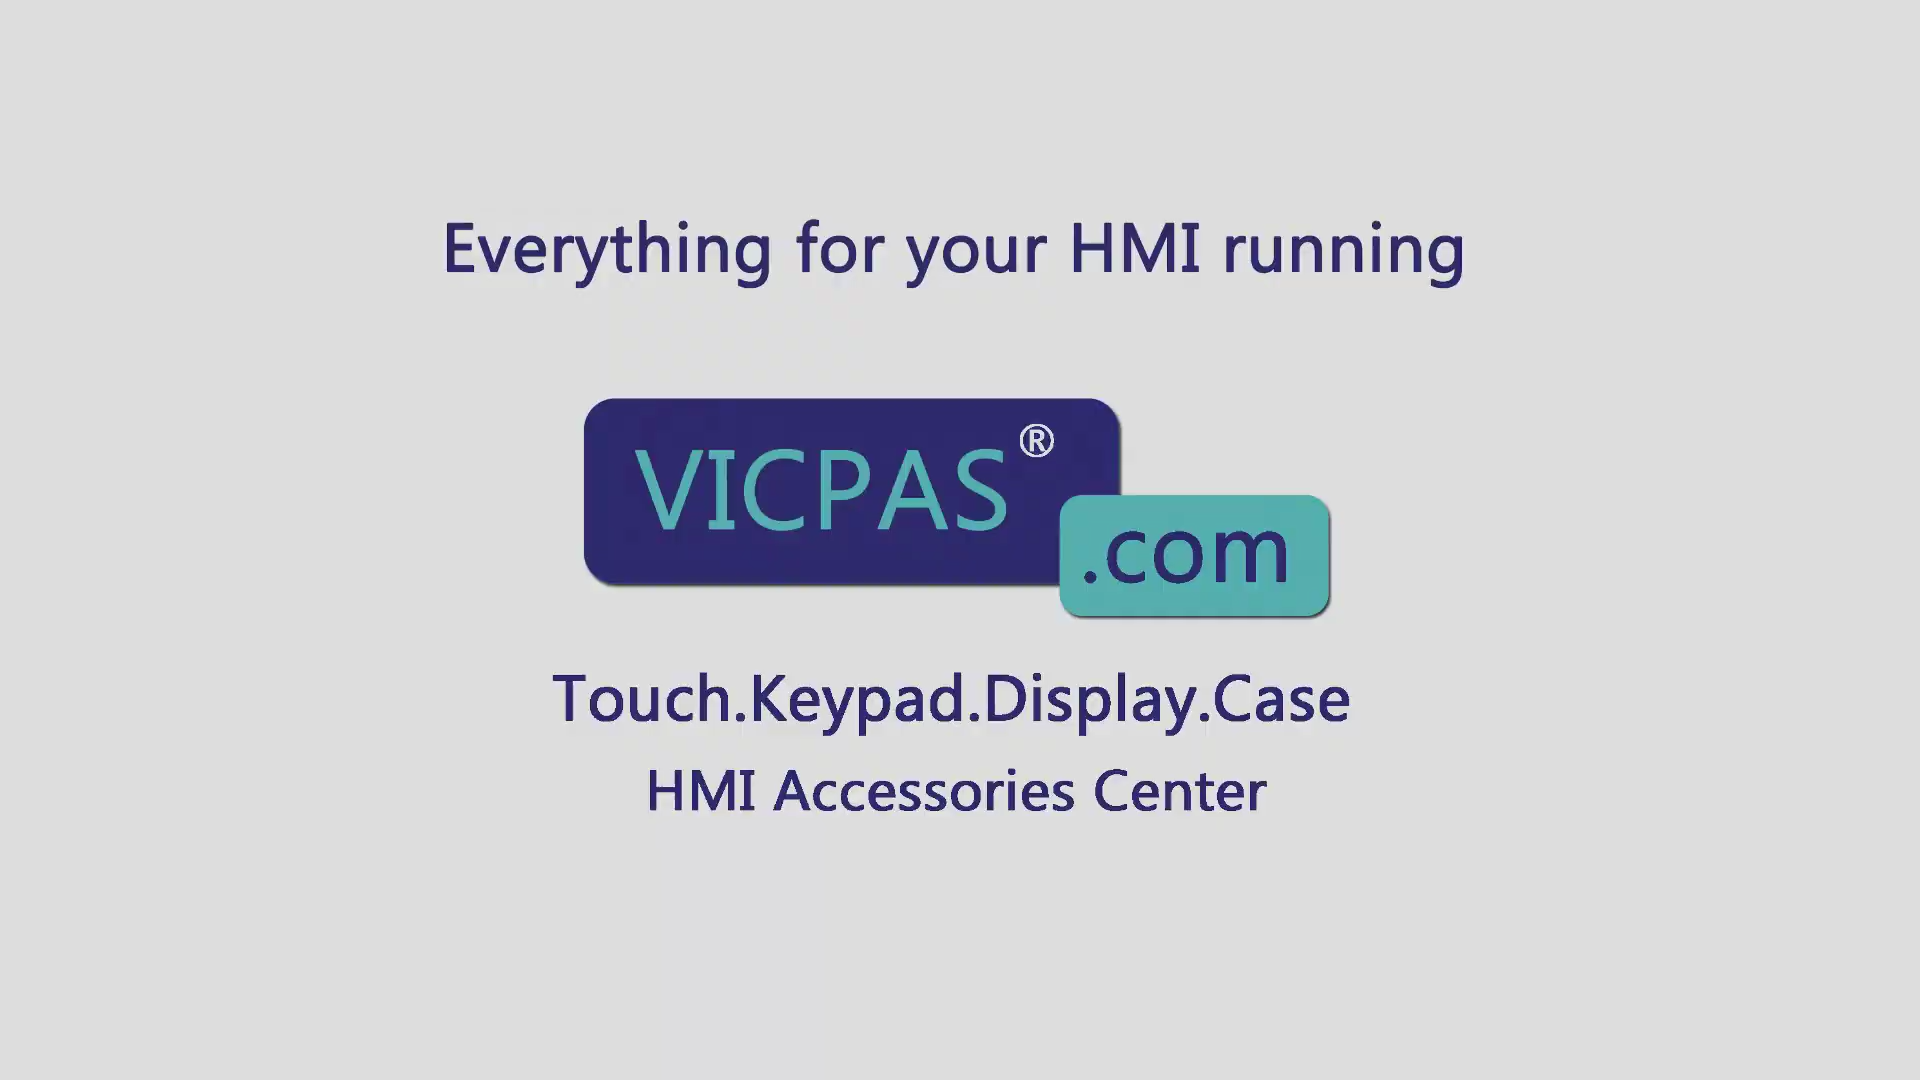 Everything for your HMI running
VICPAS®
.com
Touch.Keypad.Display.Case
HMI Accessories Center